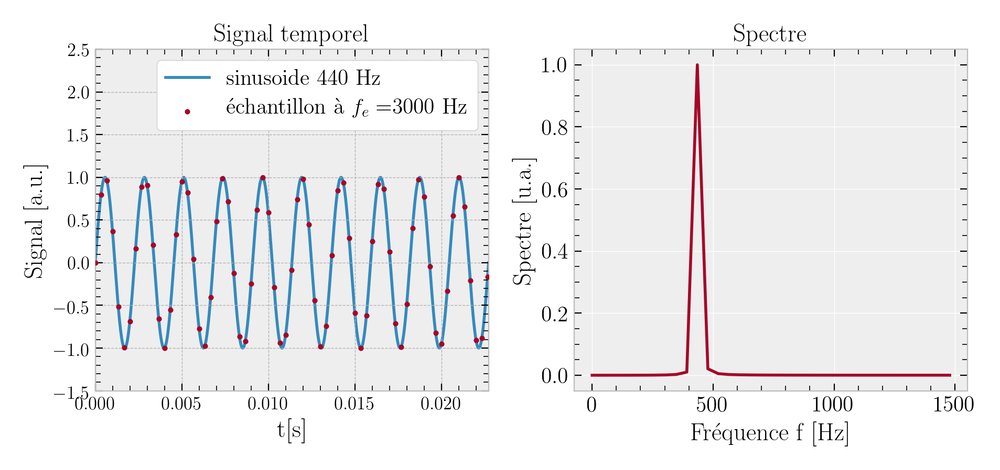 Signal temporel
Spectre
2.5
2.0
1.5
1.0
0.5
0.0
−0.5
−1.0
−1.5
Signal [a.u.]
sinusoide 440 Hz
échantillon à fₑ =3000 Hz
0.000 0.005 0.010 0.015 0.020
t[s]
1.0
0.8
0.6
0.4
0.2
0.0
Spectre [u.a.]
0 500 1000 1500
Fréquence f [Hz]